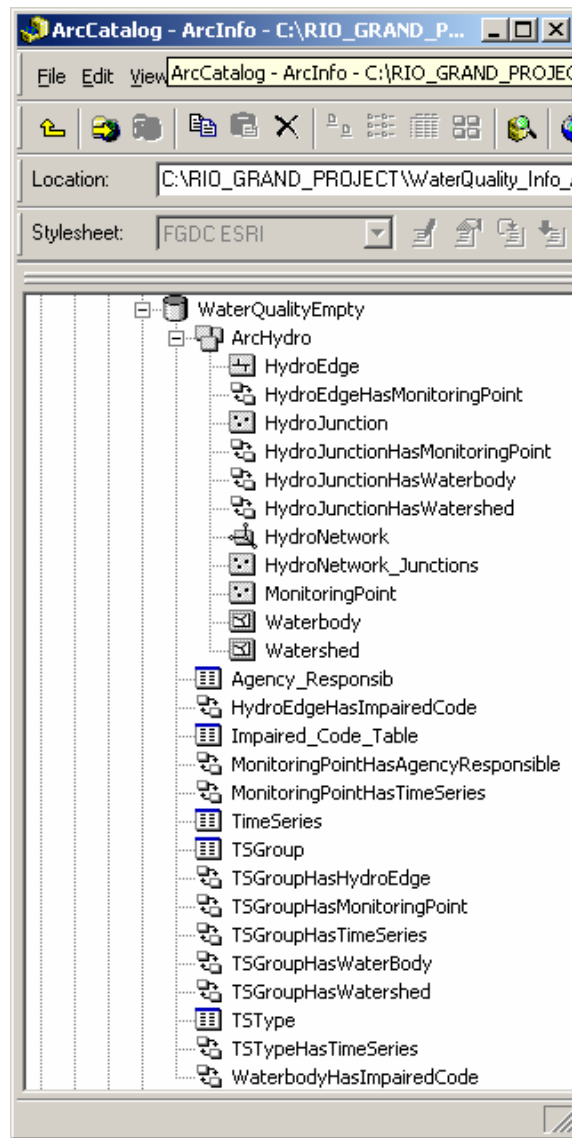 ArcCatalog - ArcInfo - C:\RIO_GRAND_P...
File Edit View
ArcCatalog - ArcInfo - C:\RIO_GRAND_PROJEC
Location: C:\RIO_GRAND_PROJECT\WaterQuality_Info_
Stylesheet: FGDC ESRI
WaterQualityEmpty
ArcHydro
HydroEdge
HydroEdgeHasMonitoringPoint
HydroJunction
HydroJunctionHasMonitoringPoint
HydroJunctionHasWaterbody
HydroJunctionHasWatershed
HydroNetwork
HydroNetwork_Junctions
MonitoringPoint
Waterbody
Watershed
Agency_Responsib
HydroEdgeHasImpairedCode
Impaired_Code_Table
MonitoringPointHasAgencyResponsible
MonitoringPointHasTimeSeries
TimeSeries
TSGroup
TSGroupHasHydroEdge
TSGroupHasMonitoringPoint
TSGroupHasTimeSeries
TSGroupHasWaterBody
TSGroupHasWatershed
TSType
TSTypeHasTimeSeries
WaterbodyHasImpairedCode